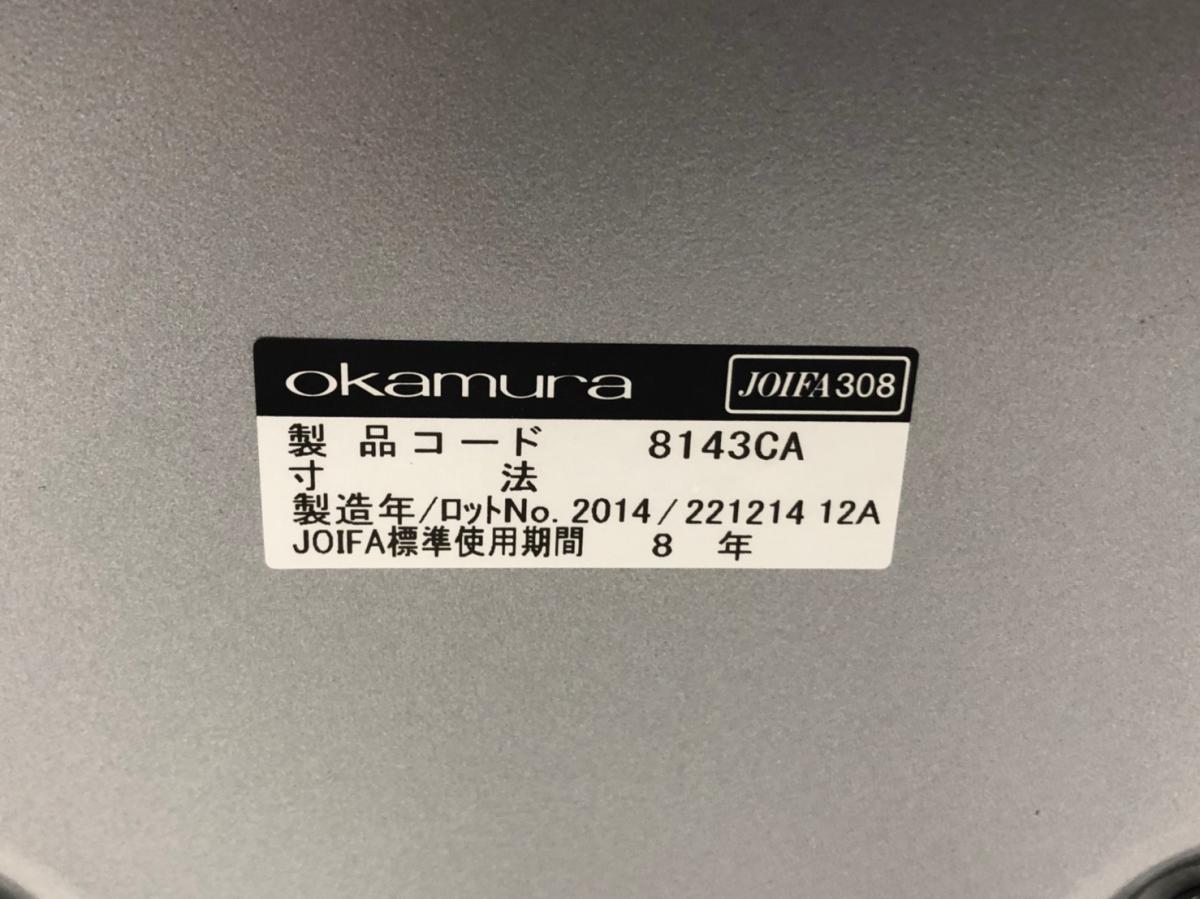 okamura JOIFA308
製品コード 8143CA
寸法
製造年/ロットNo. 2014/221214 12A
JOIFA標準使用期間 8 年